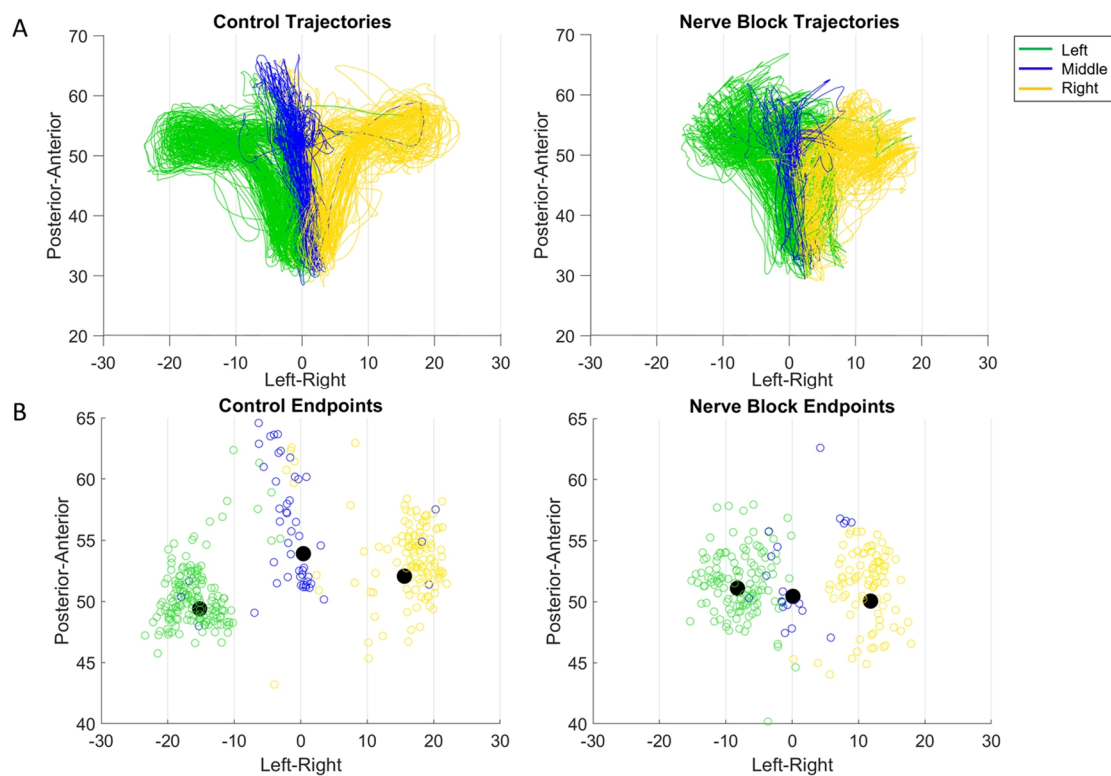 A
Control Trajectories
Nerve Block Trajectories
Left
Middle
Right
70
60
50
40
30
20
Posterior-Anterior
-30 -20 -10 0 10 20 30
Left-Right
70
60
50
40
30
20
Posterior-Anterior
-30 -20 -10 0 10 20 30
Left-Right
B
Control Endpoints
Nerve Block Endpoints
65
60
55
50
45
40
Posterior-Anterior
-30 -20 -10 0 10 20 30
Left-Right
65
60
55
50
45
40
Posterior-Anterior
-30 -20 -10 0 10 20 30
Left-Right